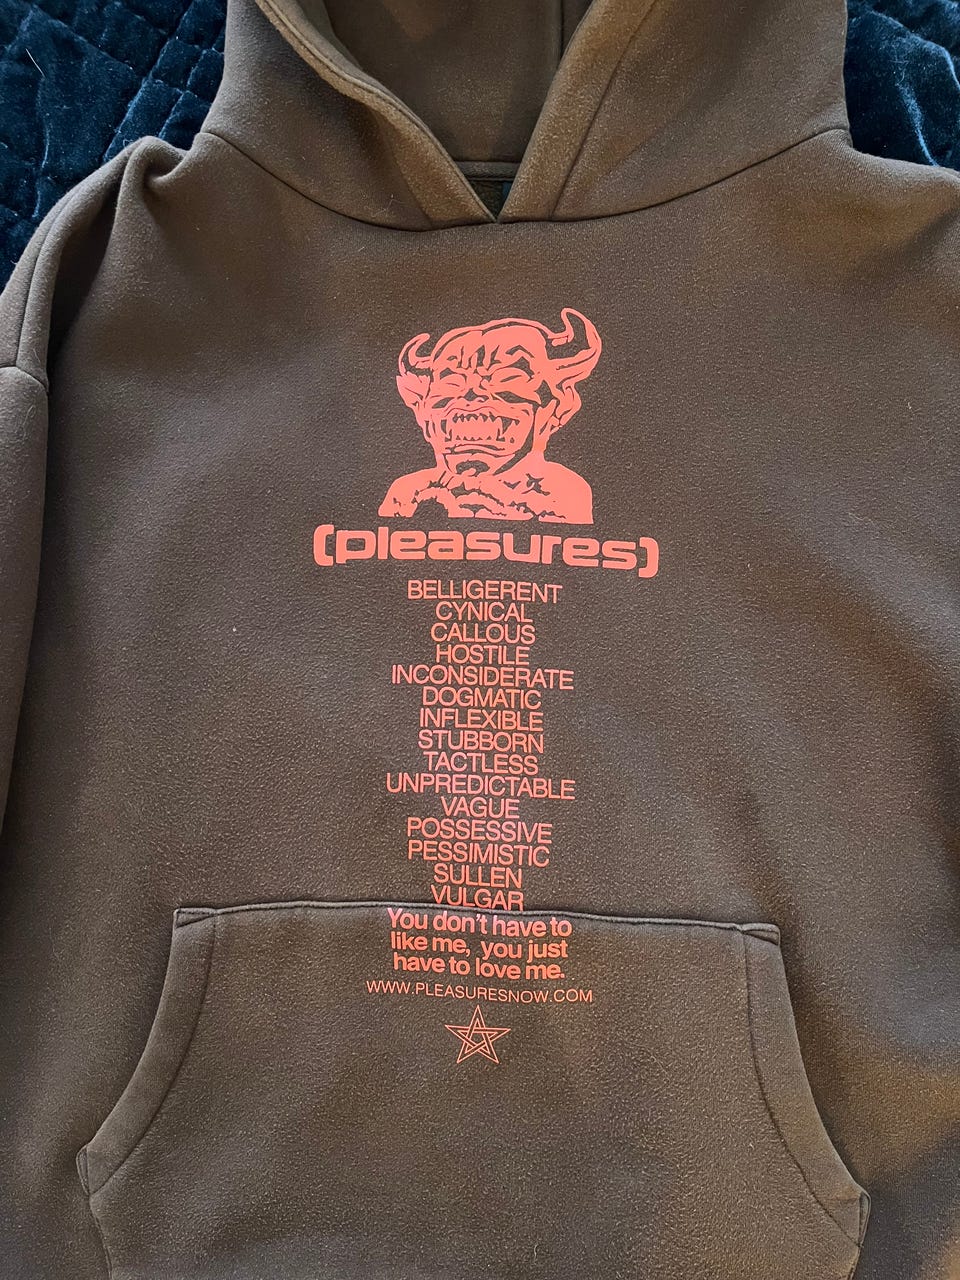 (pleasures)
BELLIGERENT
CYNICAL
CALLOUS
HOSTILE
INCONSIDERATE
DOGMATIC
INFLEXIBLE
STUBBORN
TACTLESS
UNPREDICTABLE
VAGUE
POSSESSIVE
PESSIMISTIC
SULLEN
VULGAR
You don't have to
like me, you just
have to love me.
WWW.PLEASURESNOW.COM